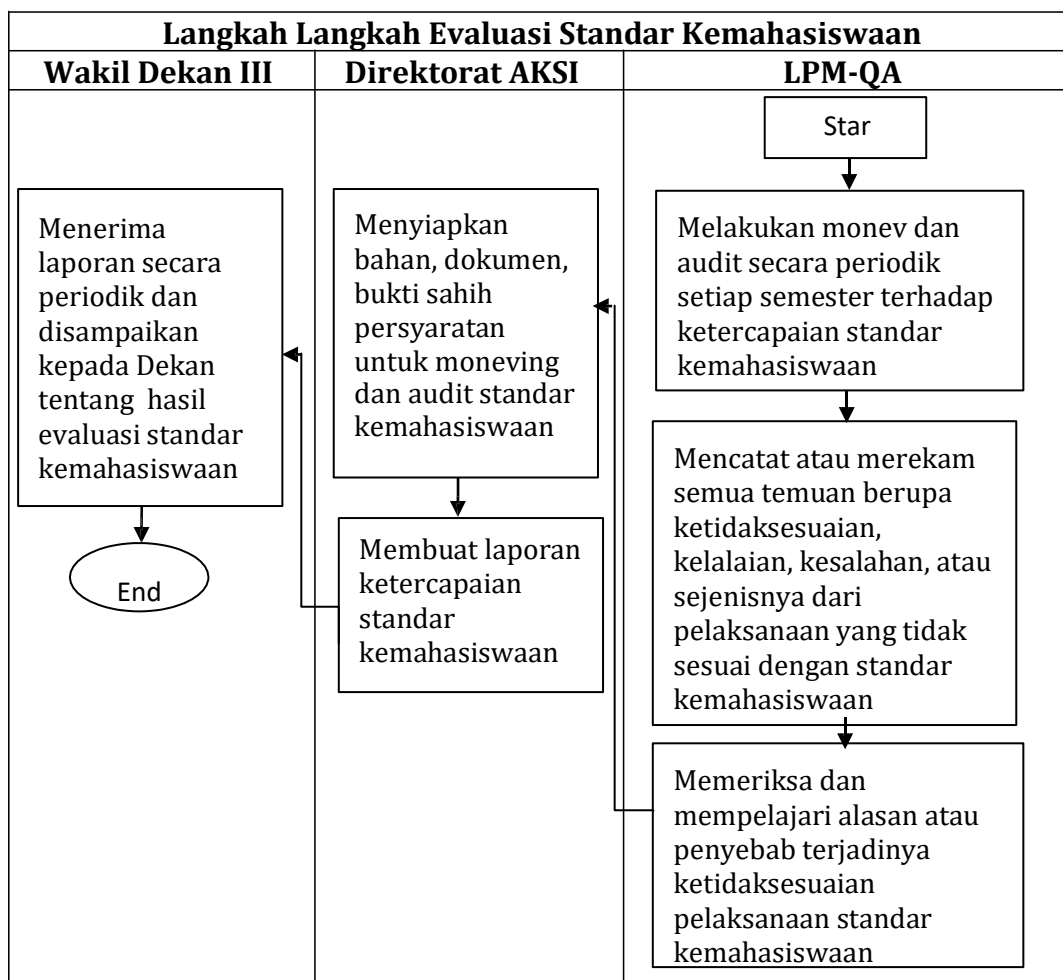 Langkah Langkah Evaluasi Standar Kemahasiswaan
Wakil Dekan III
Direktorat AKSI
LPM-QA
Star
Melakukan monev dan
audit secara periodik
setiap semester terhadap
ketercapaian standar
kemahasiswaan
Mencatat atau merekam
semua temuan berupa
ketidaksesuaian,
kelalaian, kesalahan, atau
sejenisnya dari
pelaksanaan yang tidak
sesuai dengan standar
kemahasiswaan
Memeriksa dan
mempelajari alasan atau
penyebab terjadinya
ketidaksesuaian
pelaksanaan standar
kemahasiswaan
Menyiapkan
bahan, dokumen,
bukti sahih
persyaratan
untuk moneving
dan audit standar
kemahasiswaan
Membuat laporan
ketercapaian
standar
kemahasiswaan
Menerima
laporan secara
periodik dan
disampaikan
kepada Dekan
tentang hasil
evaluasi standar
kemahasiswaan
End